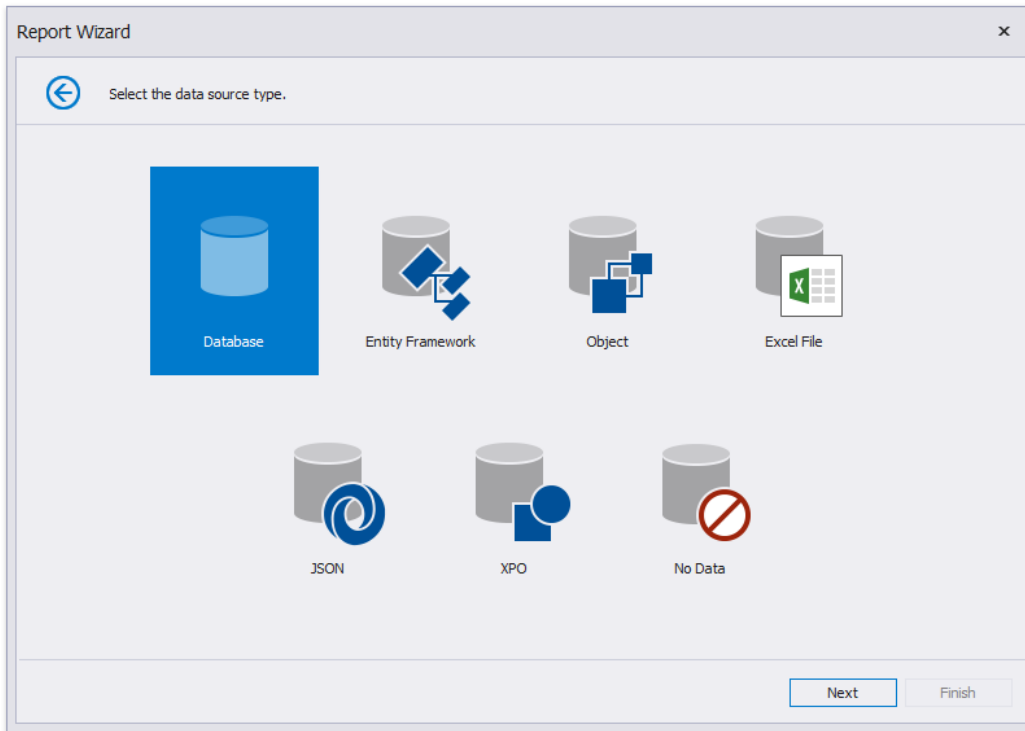 Report Wizard
Select the data source type.
Database
Entity Framework
Object
Excel File
JSON
XPO
No Data
Next
Finish